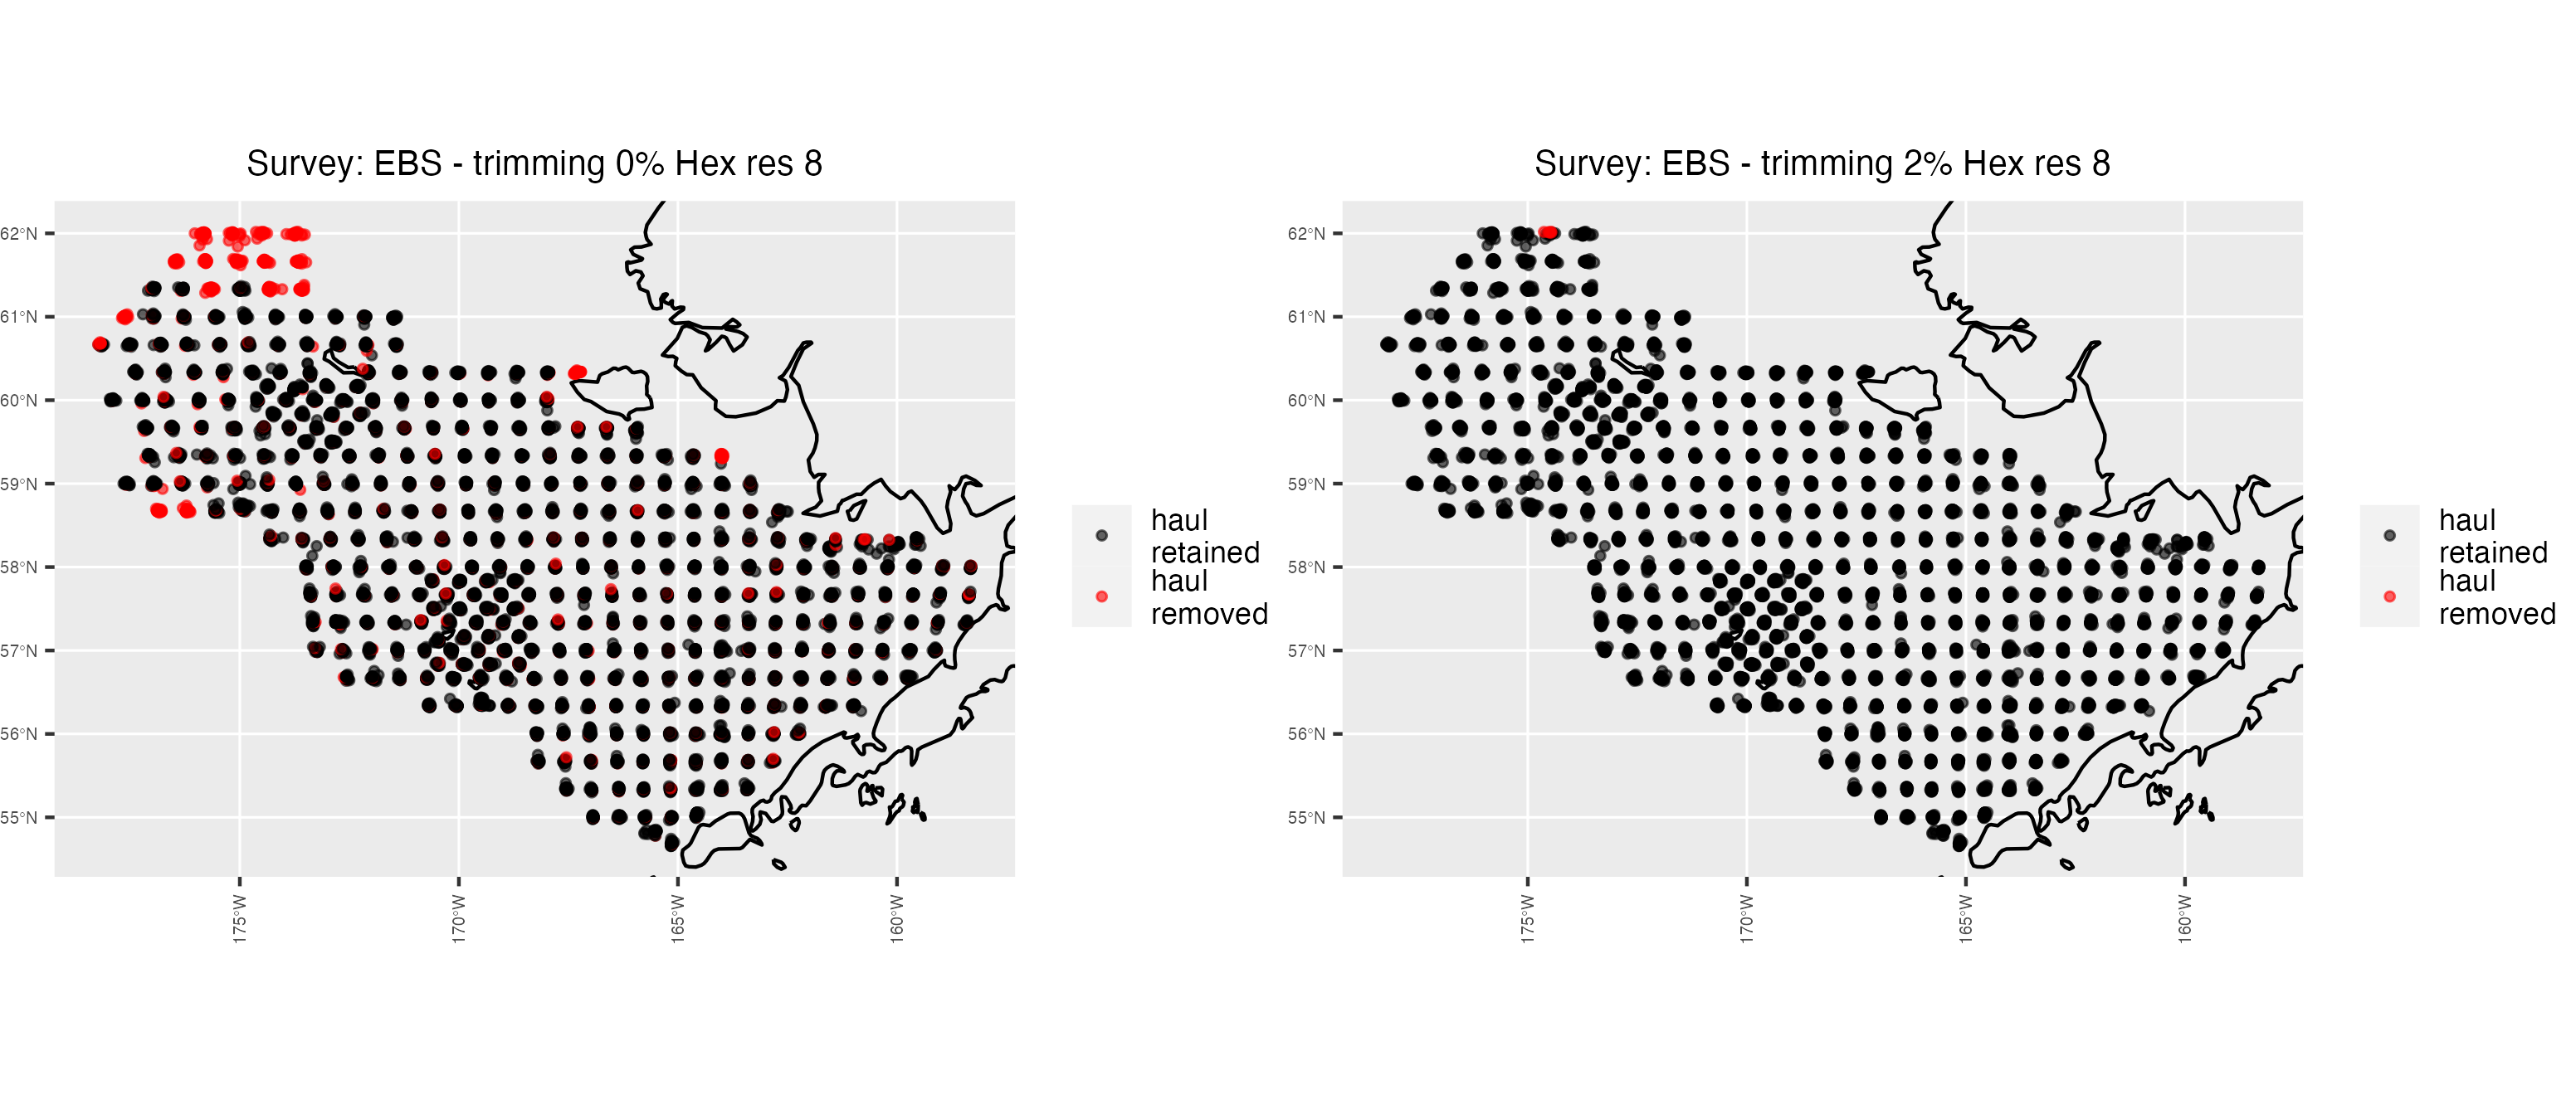 Survey: EBS - trimming 0% Hex res 8
62°N
61°N
60°N
59°N
58°N
57°N
56°N
55°N
175°W
170°W
165°W
160°W
haul
retained
haul
removed
Survey: EBS - trimming 2% Hex res 8
62°N
61°N
60°N
59°N
58°N
57°N
56°N
55°N
175°W
170°W
165°W
160°W
haul
retained
haul
removed